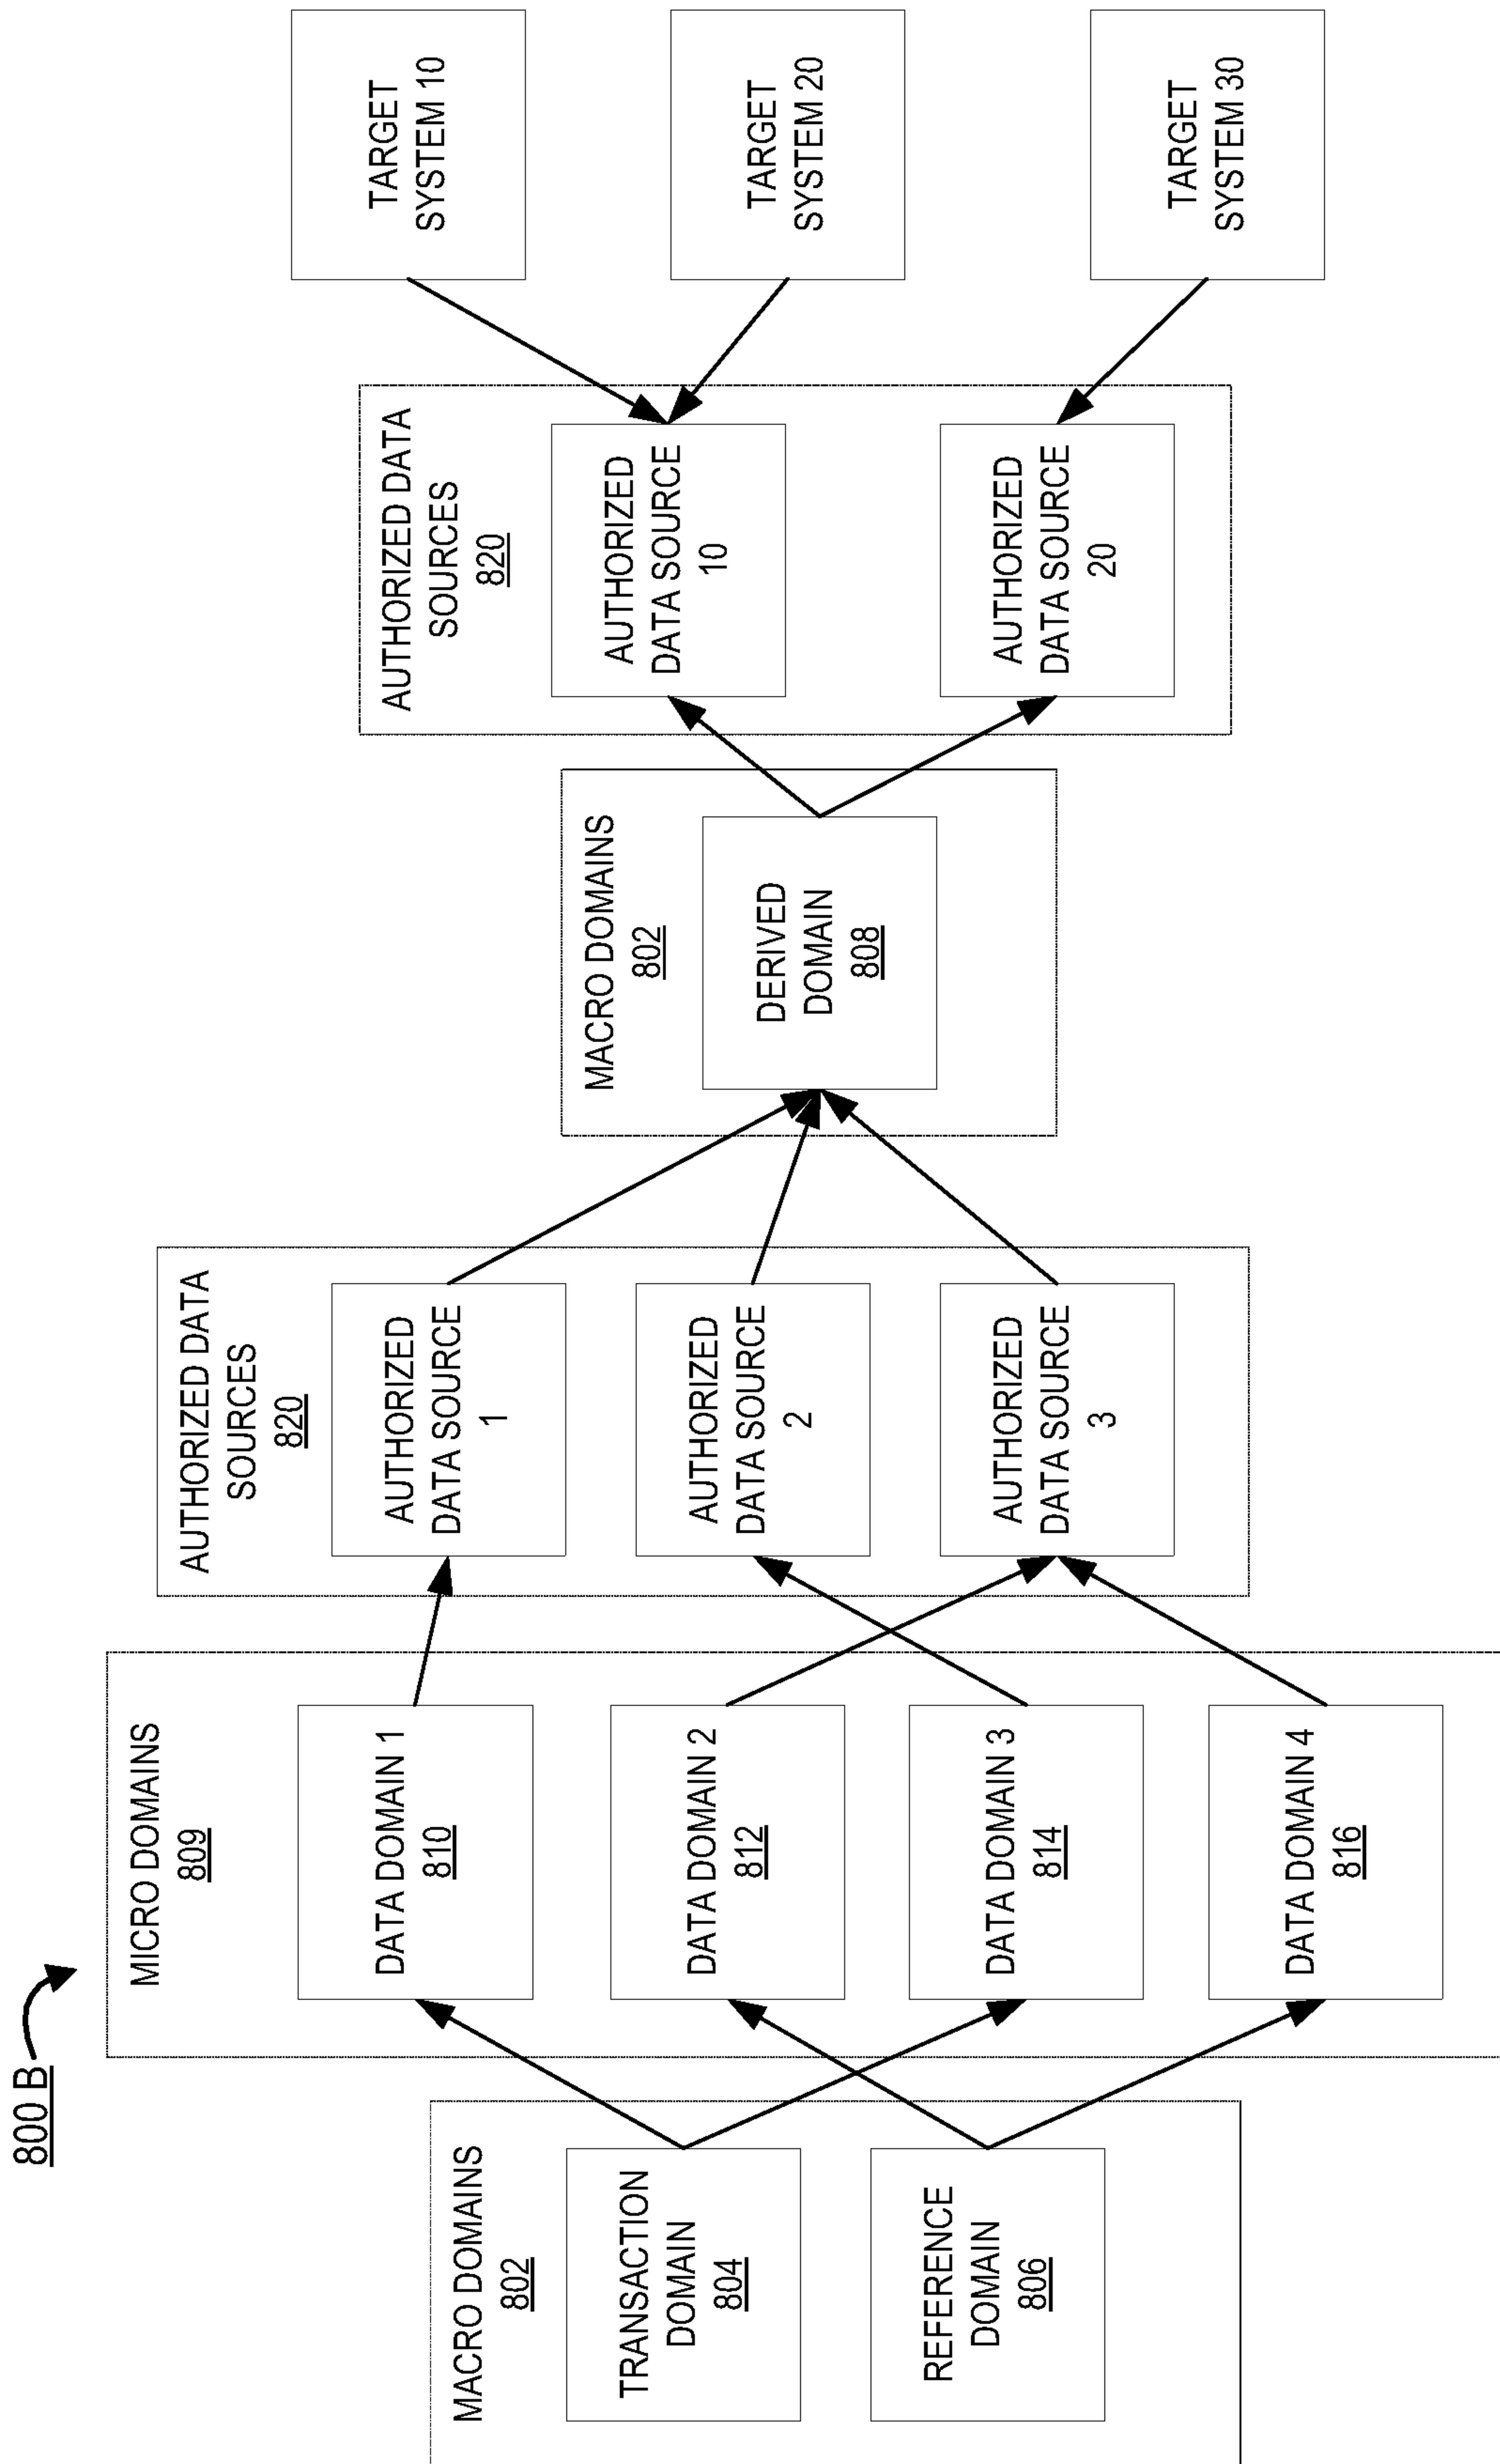 800 B
MACRO DOMAINS
802
TRANSACTION
DOMAIN
804
REFERENCE
DOMAIN
806
MICRO DOMAINS
809
DATA DOMAIN 1
810
DATA DOMAIN 2
812
DATA DOMAIN 3
814
DATA DOMAIN 4
816
AUTHORIZED DATA
SOURCES
820
AUTHORIZED
DATA SOURCE
1
AUTHORIZED
DATA SOURCE
2
AUTHORIZED
DATA SOURCE
3
MACRO DOMAINS
802
DERIVED
DOMAIN
808
AUTHORIZED DATA
SOURCES
820
AUTHORIZED
DATA SOURCE
10
AUTHORIZED
DATA SOURCE
20
TARGET
SYSTEM 10
TARGET
SYSTEM 20
TARGET
SYSTEM 30